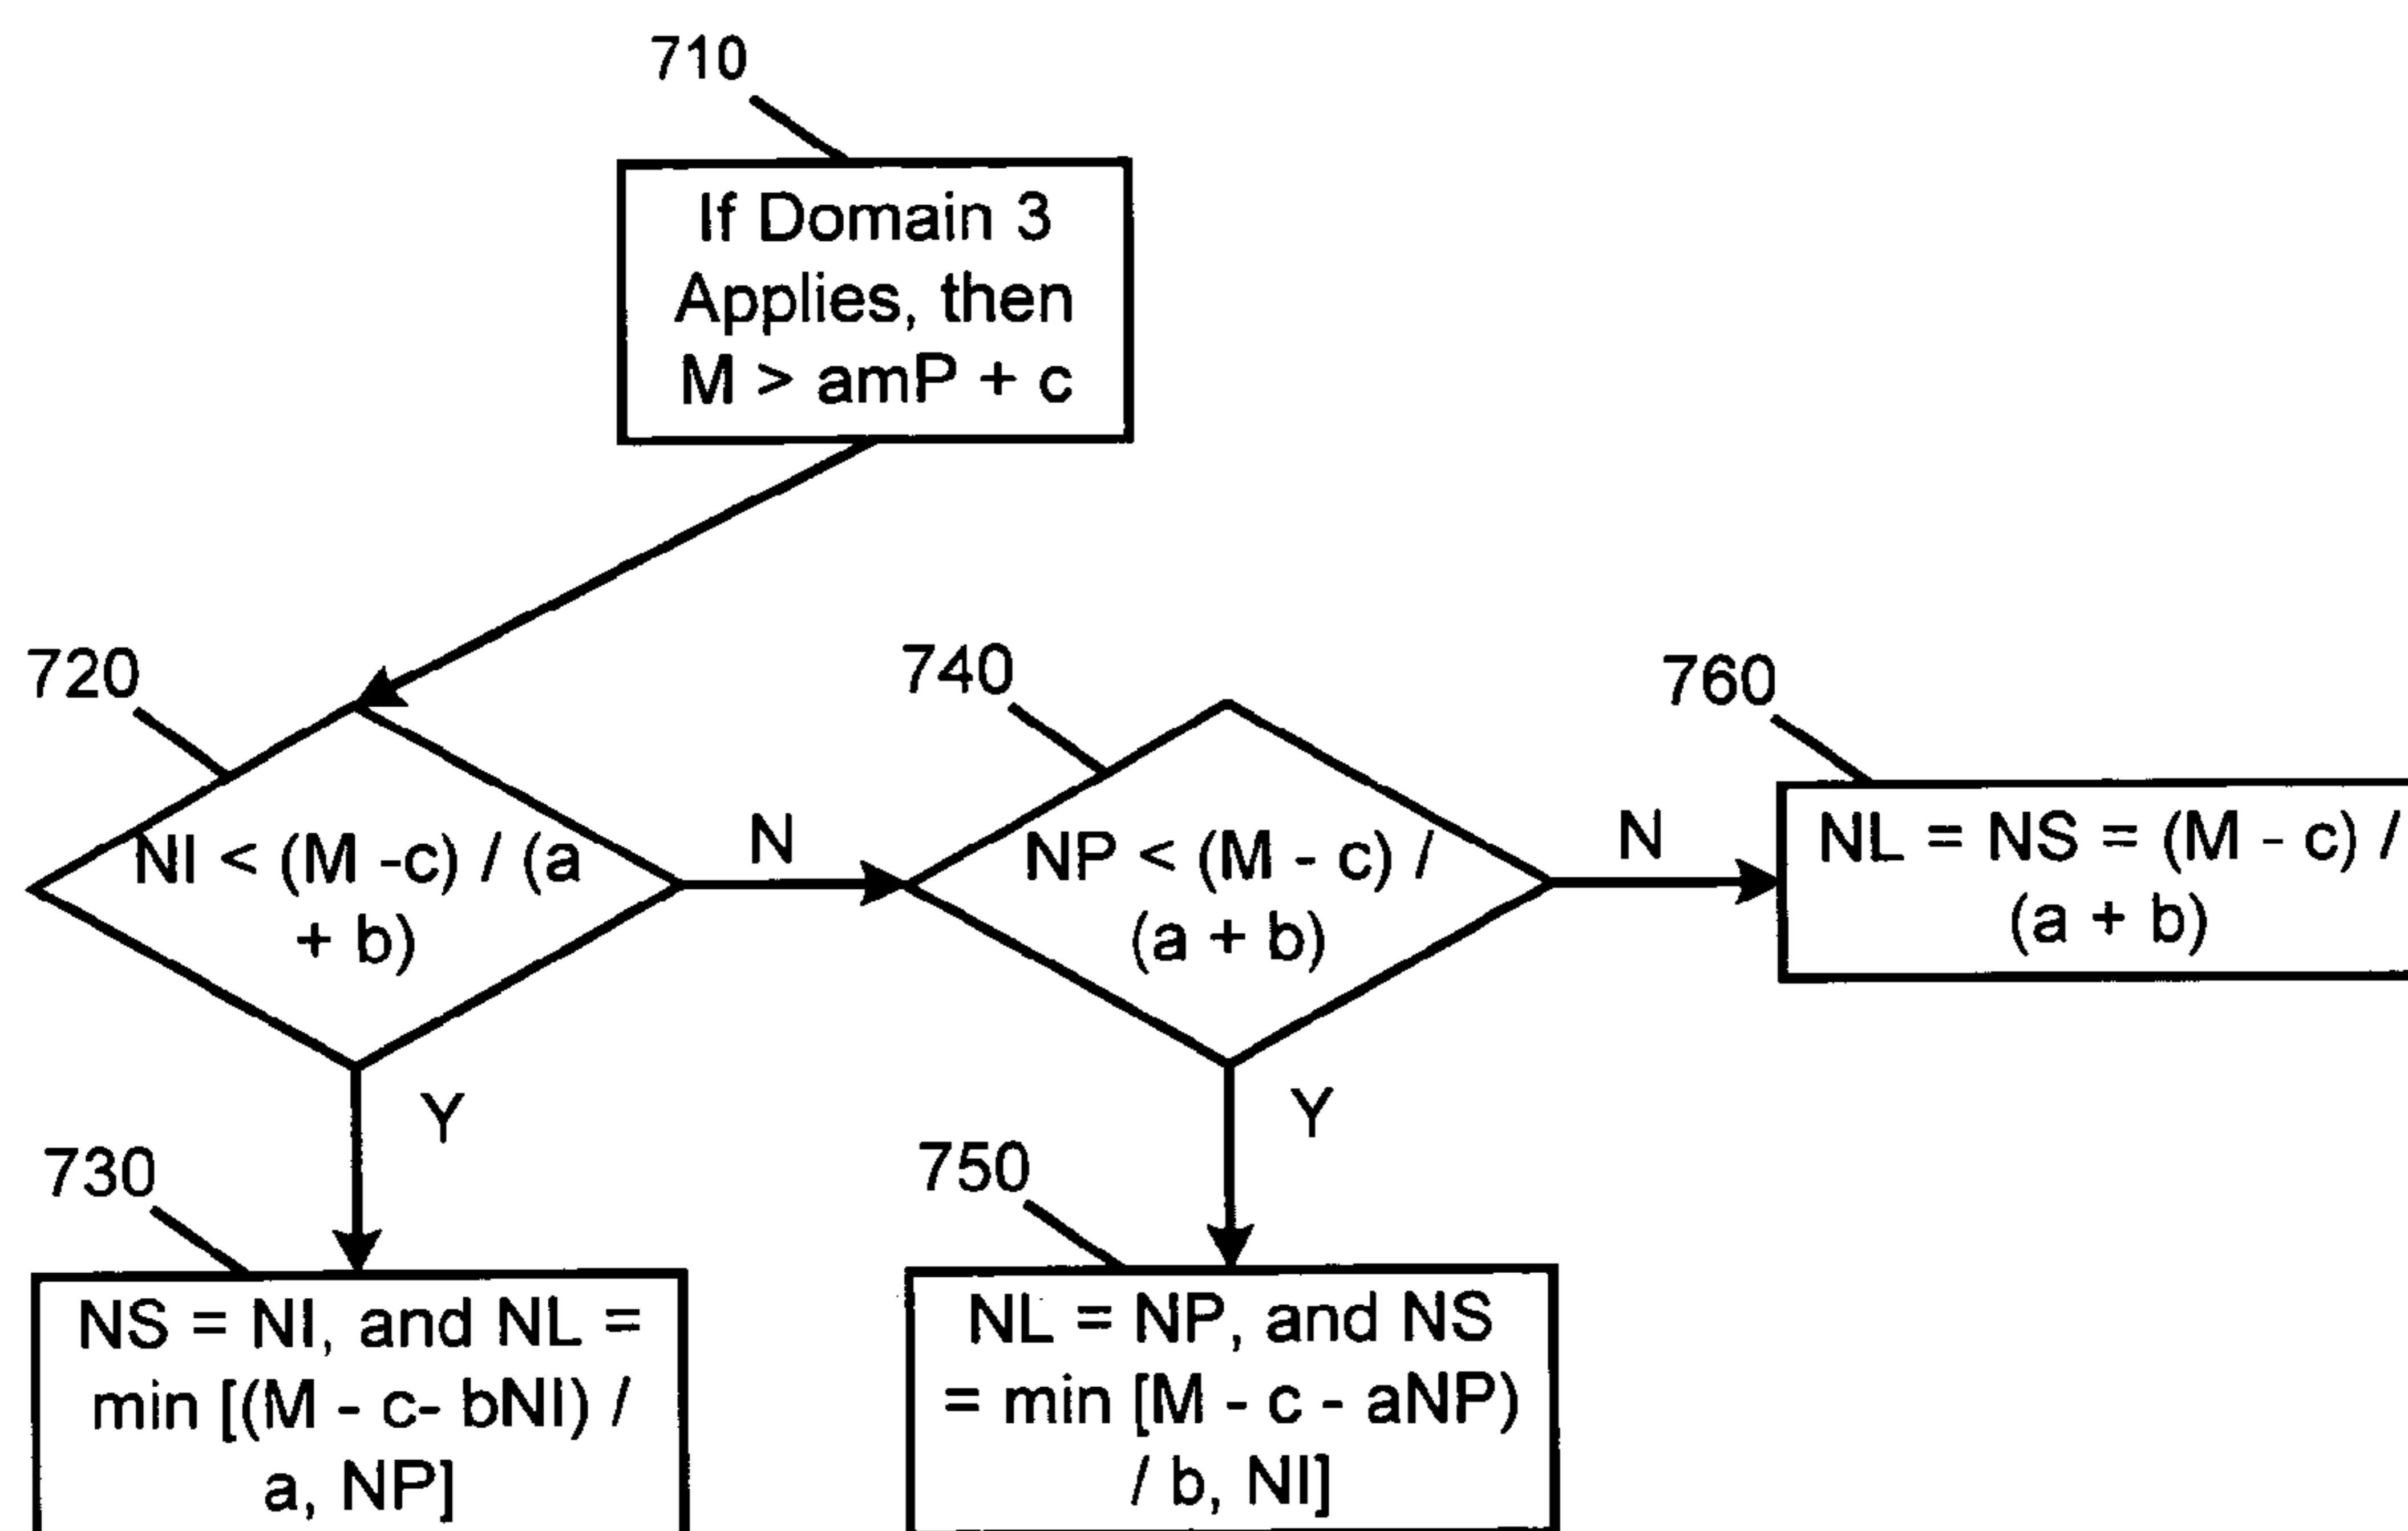 710
If Domain 3
Applies, then
M > amP + c
720
NI < (M -c) / (a
+ b)
N
740
NP < (M - c) /
(a + b)
N
760
NL = NS = (M - c) /
(a + b)
Y
730
NS = NI, and NL =
min [(M - c- bNI) /
a, NP]
Y
750
NL = NP, and NS
= min [M - c - aNP)
/ b, NI]